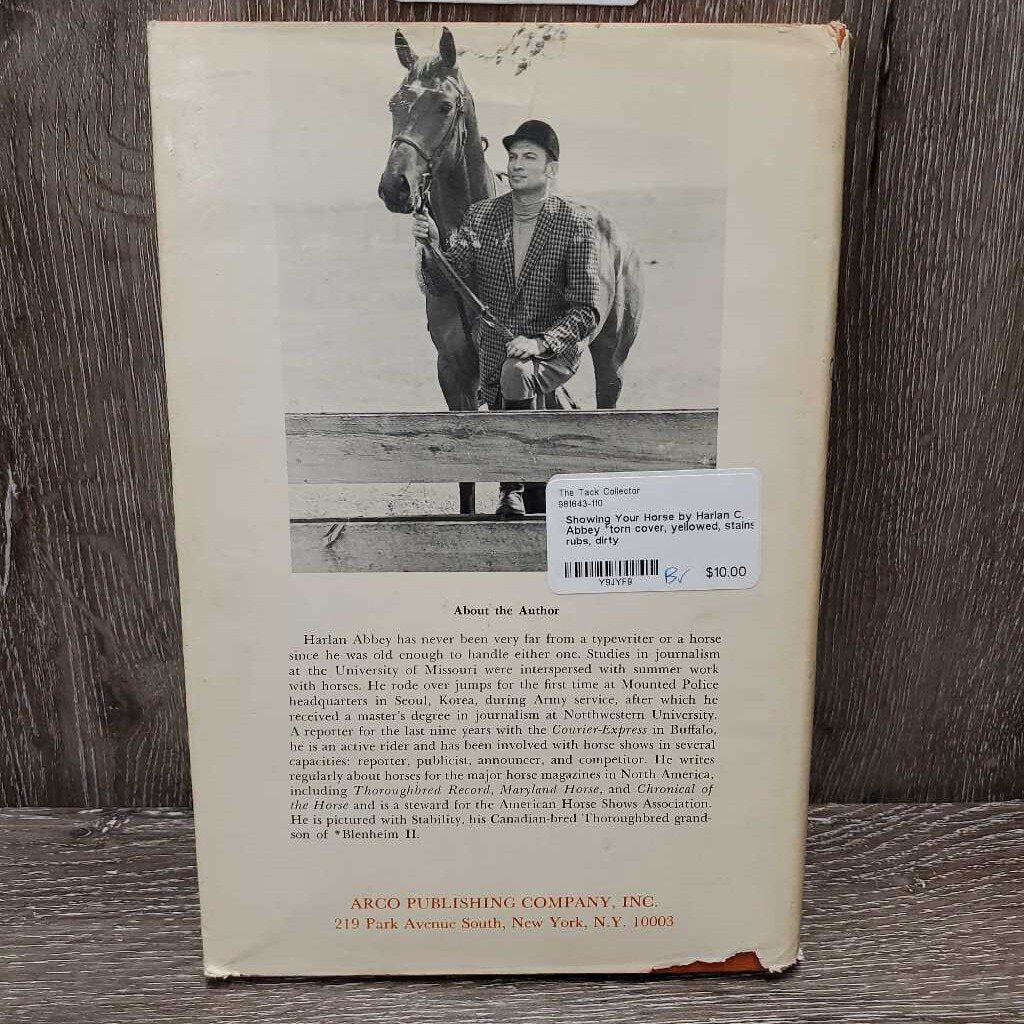 The Tack Collector
981643-110
Showing Your Horse by Harlan C.
Abbey *torn cover, yellowed, stains
rubs, dirty
Y9JYF9
$10.00
About the Author
Harlan Abbey has never been very far from a typewriter or a horse
since he was old enough to handle either one. Studies in journalism
at the University of Missouri were interspersed with summer work
with horses. He rode over jumps for the first time at Mounted Police
headquarters in Seoul, Korea, during Army service, after which he
received a master's degree in journalism at Northwestern University.
A reporter for the last nine years with the Courier-Express in Buffalo,
he is an active rider and has been involved with horse shows in several
capacities: reporter, publicist, announcer, and competitor. He writes
regularly about horses for the major horse magazines in North America,
including Thoroughbred Record, Maryland Horse, and Chronical of
the Horse and is a steward for the American Horse Shows Association.
He is pictured with Stability, his Canadian-bred Thoroughbred grand-
son of *Blenheim II.
ARCO PUBLISHING COMPANY, INC.
219 Park Avenue South, New York, N.Y. 10003